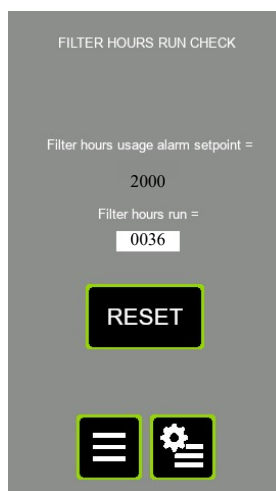 FILTER HOURS RUN CHECK
Filter hours usage alarm setpoint =
2000
Filter hours run =
0036
RESET